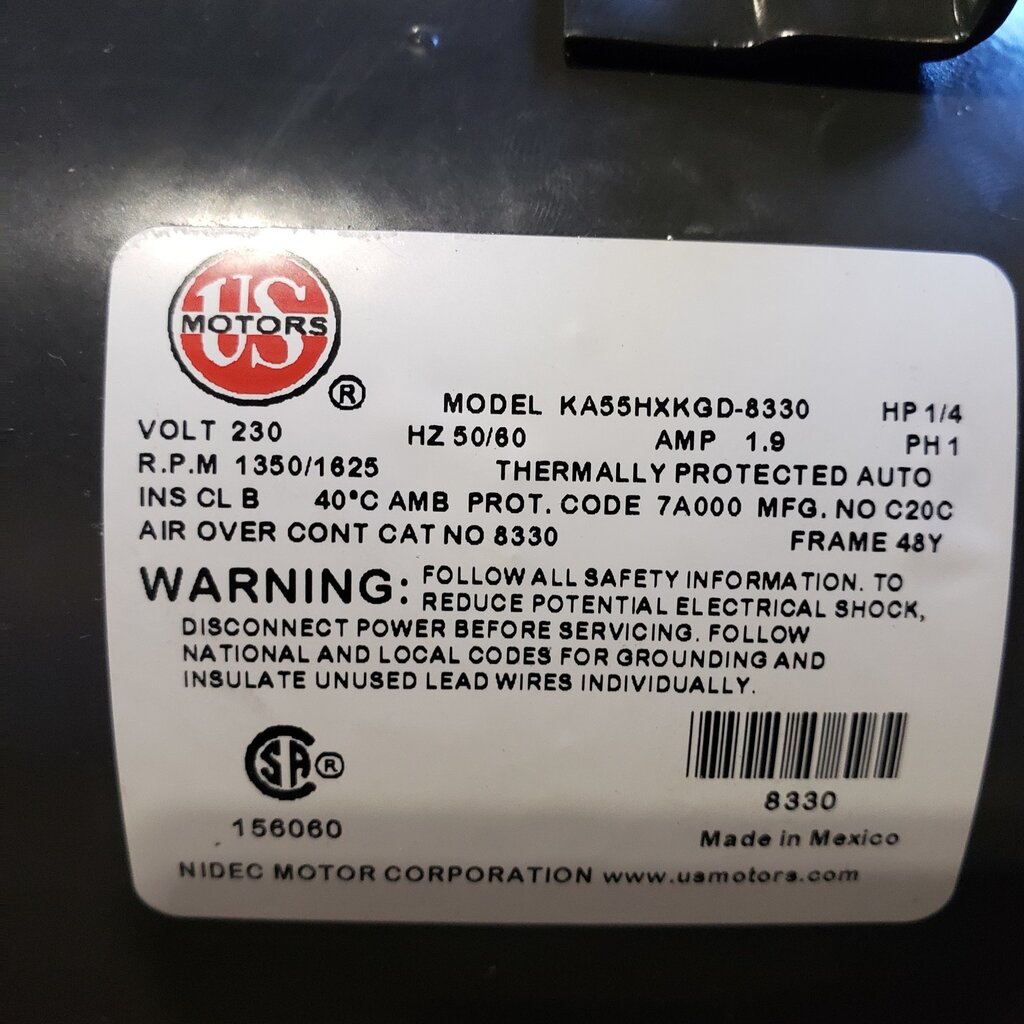 US
MOTORS
®
MODEL KA55HXKGD-8330 HP 1/4
VOLT 230 HZ 50/60 AMP 1.9 PH 1
R.P.M 1350/1625 THERMALLY PROTECTED AUTO
INS CL B 40°C AMB PROT. CODE 7A000 MFG. NO C20C
AIR OVER CONT CAT NO 8330 FRAME 48Y
WARNING: FOLLOW ALL SAFETY INFORMATION. TO
REDUCE POTENTIAL ELECTRICAL SHOCK,
DISCONNECT POWER BEFORE SERVICING. FOLLOW
NATIONAL AND LOCAL CODES FOR GROUNDING AND
INSULATE UNUSED LEAD WIRES INDIVIDUALLY.
SA ®
8330
156060
Made in Mexico
NIDEC MOTOR CORPORATION www.usmotors.com